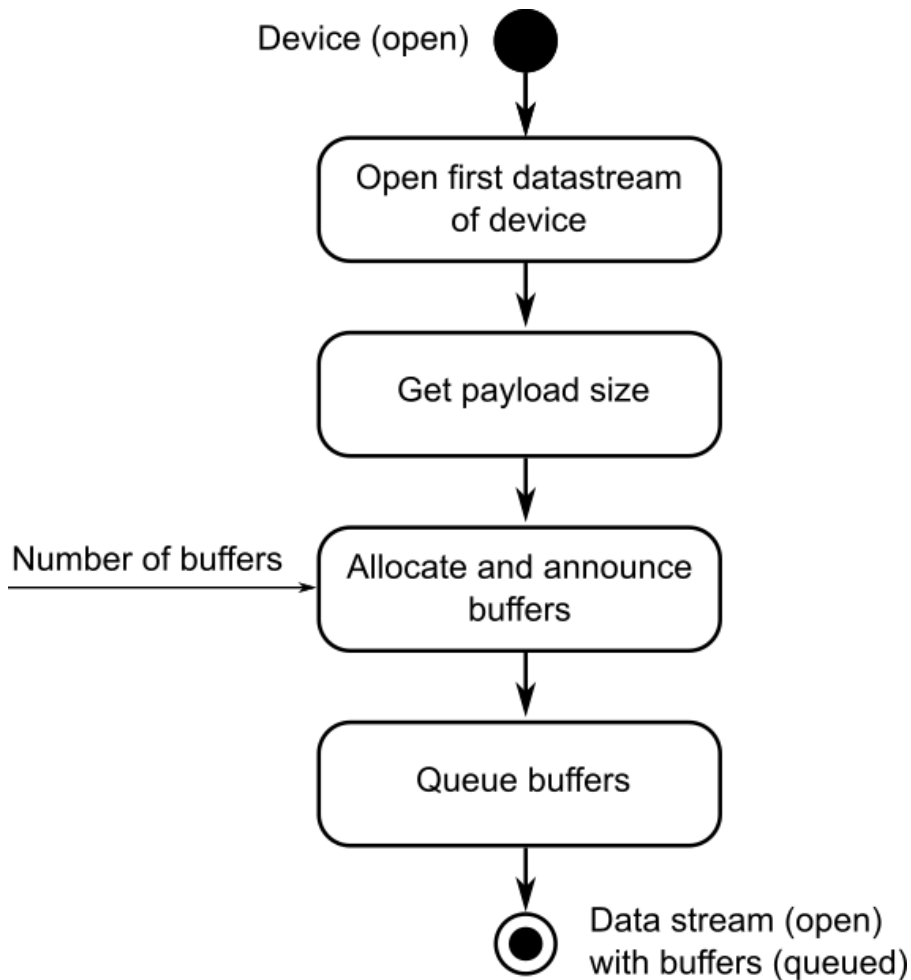 Device (open)
Open first datastream
of device
Get payload size
Number of buffers
Allocate and announce
buffers
Queue buffers
Data stream (open)
with buffers (queued)